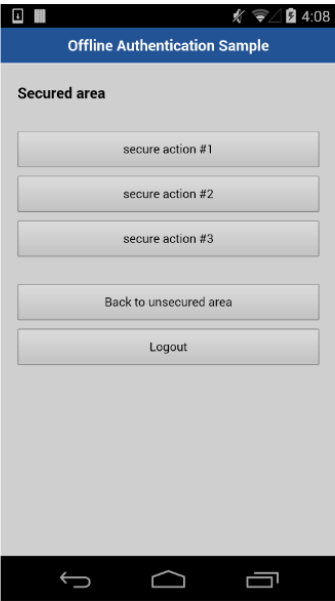 4:08
Offline Authentication Sample
Secured area
secure action #1
secure action #2
secure action #3
Back to unsecured area
Logout